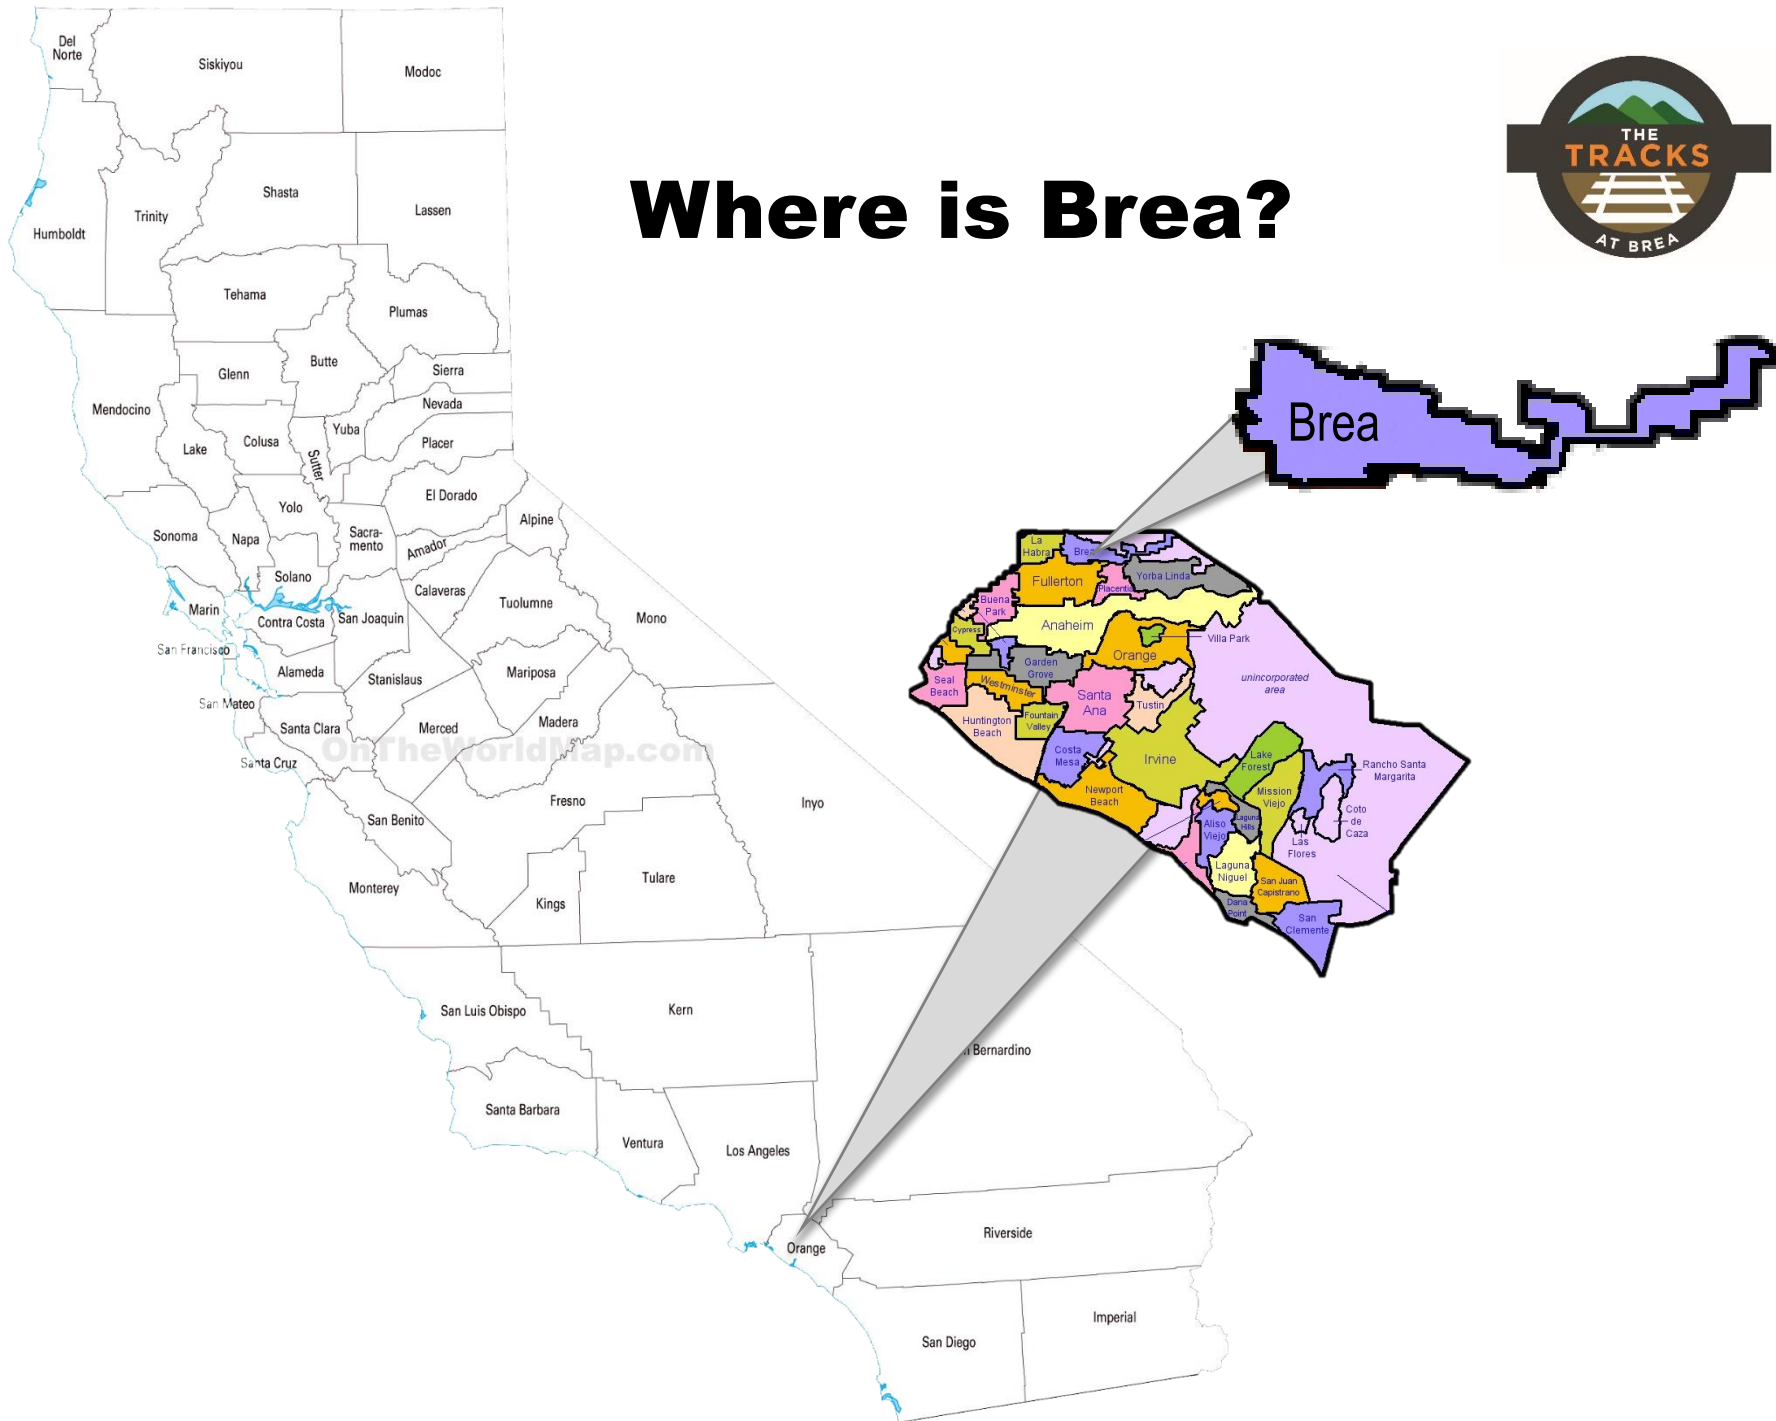 Where is Brea?
THE
TRACKS
AT BREA
Del
Norte
Siskiyou
Modoc
Humboldt
Trinity
Shasta
Lassen
Tehama
Plumas
Mendocino
Glenn
Butte
Sierra
Nevada
Yuba
Placer
Lake
Colusa
Sutter
El Dorado
Yolo
Alpine
Sonoma
Napa
Sacra-
mento
Amador
Solano
Calaveras
Tuolumne
Marin
Contra Costa
San Joaquin
Mono
San Francisco
Alameda
Stanislaus
Mariposa
San Mateo
Santa Clara
Merced
Madera
OnTheWorldMap.com
Santa Cruz
Fresno
Inyo
San Benito
Monterey
Kings
Tulare
San Luis Obispo
Kern
Bernardino
Santa Barbara
Ventura
Los Angeles
Orange
Riverside
San Diego
Imperial
Brea
La
Habra
Brea
Fullerton
Placentia
Yorba Linda
Buena
Park
Anaheim
Cypress
Villa Park
Orange
Garden
Grove
Seal
Beach
Westminster
Santa
Ana
Tustin
unincorporated
area
Huntington
Beach
Fountain
Valley
Costa
Mesa
Irvine
Lake
Forest
Rancho Santa
Margarita
Newport
Beach
Mission
Viejo
Coto
de
Caza
Aliso
Viejo
Laguna
Hills
Las
Flores
Laguna
Niguel
San Juan
Capistrano
Dana
Point
San
Clemente